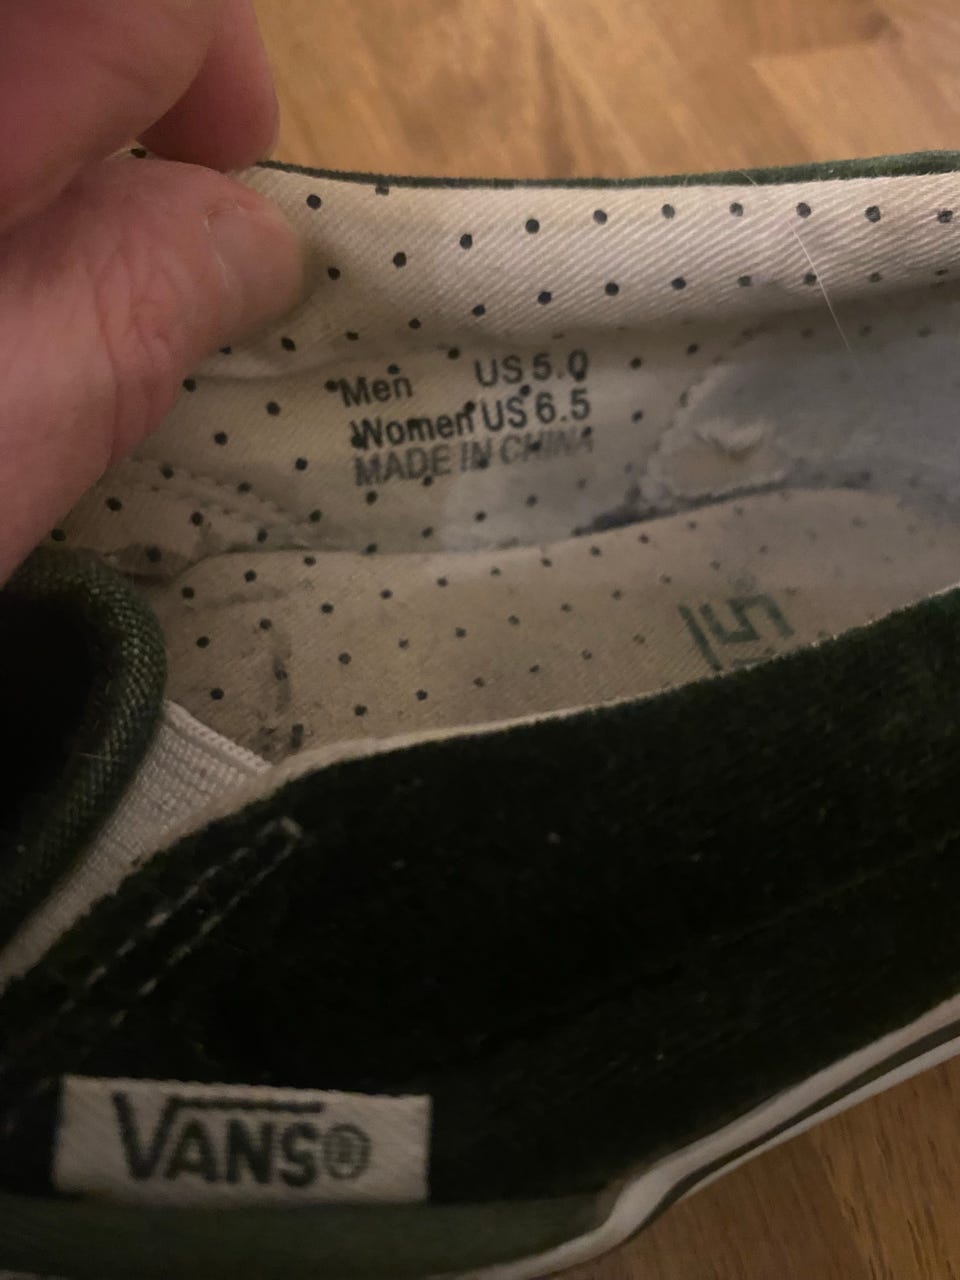 Men US 5.0
Women US 6.5
MADE IN CHINA
VANS®